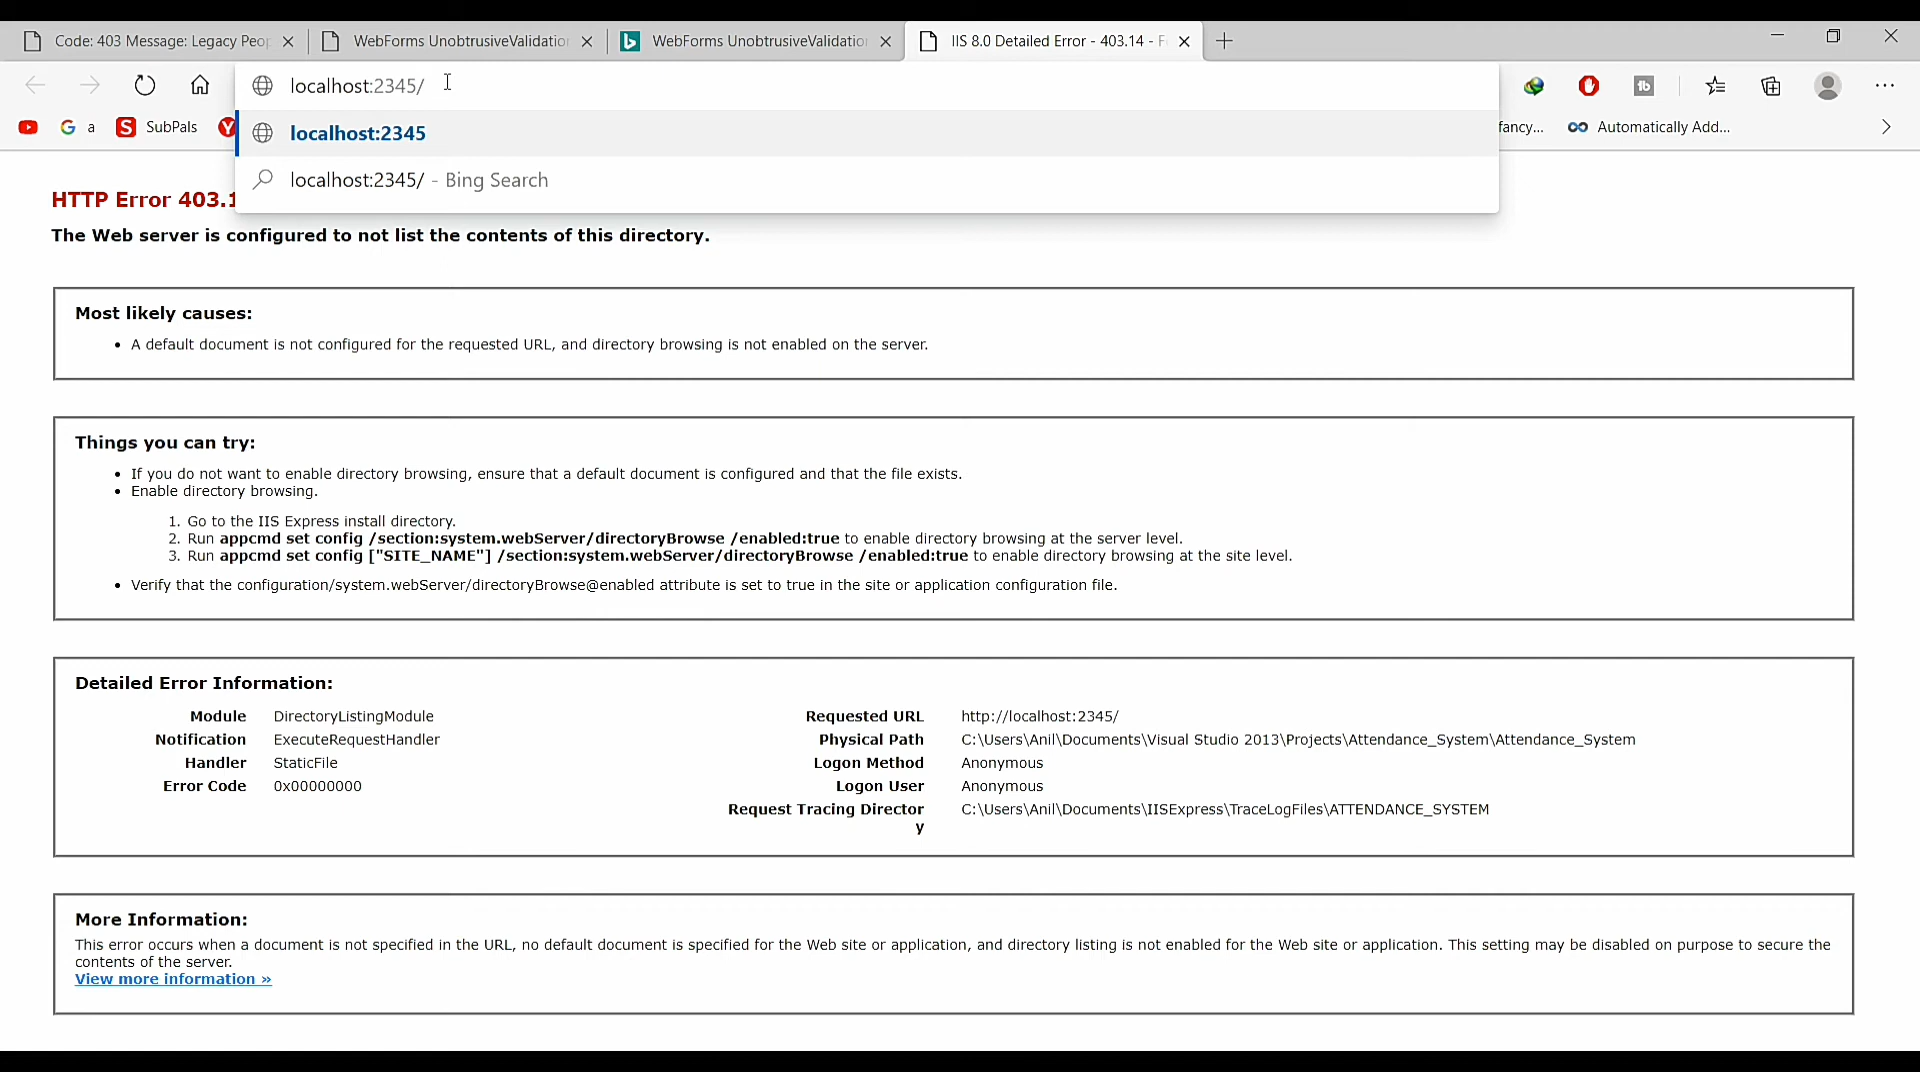 Code: 403 Message: Legacy Peop
WebForms UnobtrusiveValidation
WebForms UnobtrusiveValidation
IIS 8.0 Detailed Error - 403.14 - F
localhost:2345/
a
SubPals
fancy...
Automatically Add...
localhost:2345
localhost:2345/ - Bing Search
HTTP Error 403.1
The Web server is configured to not list the contents of this directory.
Most likely causes:
• A default document is not configured for the requested URL, and directory browsing is not enabled on the server.
Things you can try:
• If you do not want to enable directory browsing, ensure that a default document is configured and that the file exists.
• Enable directory browsing.
1. Go to the IIS Express install directory.
2. Run appcmd set config /section:system.webServer/directoryBrowse /enabled:true to enable directory browsing at the server level.
3. Run appcmd set config ["SITE_NAME"] /section:system.webServer/directoryBrowse /enabled:true to enable directory browsing at the site level.
• Verify that the configuration/system.webServer/directoryBrowse@enabled attribute is set to true in the site or application configuration file.
Detailed Error Information:
Module DirectoryListingModule
Notification ExecuteRequestHandler
Handler StaticFile
Error Code 0x00000000
Requested URL http://localhost:2345/
Physical Path C:\Users\Anil\Documents\Visual Studio 2013\Projects\Attendance_System\Attendance_System
Logon Method Anonymous
Logon User Anonymous
Request Tracing Director C:\Users\Anil\Documents\IISExpress\TraceLogFiles\ATTENDANCE_SYSTEM
y
More Information:
This error occurs when a document is not specified in the URL, no default document is specified for the Web site or application, and directory listing is not enabled for the Web site or application. This setting may be disabled on purpose to secure the
contents of the server.
View more information »